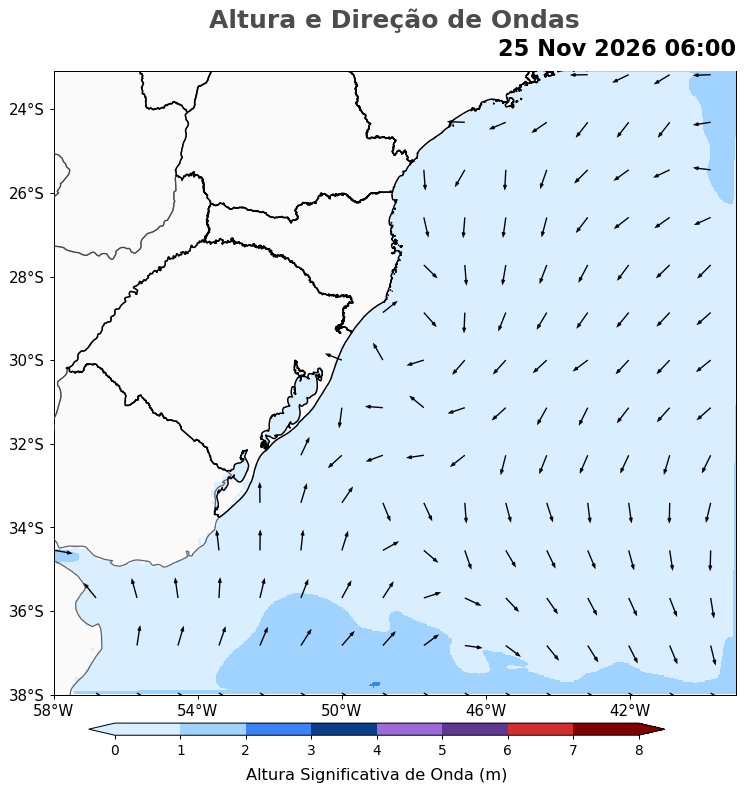 Altura e Direção de Ondas
25 Nov 2026 06:00
24°S
26°S
28°S
30°S
32°S
34°S
36°S
38°S
58°W 54°W 50°W 46°W 42°W
0 1 2 3 4 5 6 7 8
Altura Significativa de Onda (m)